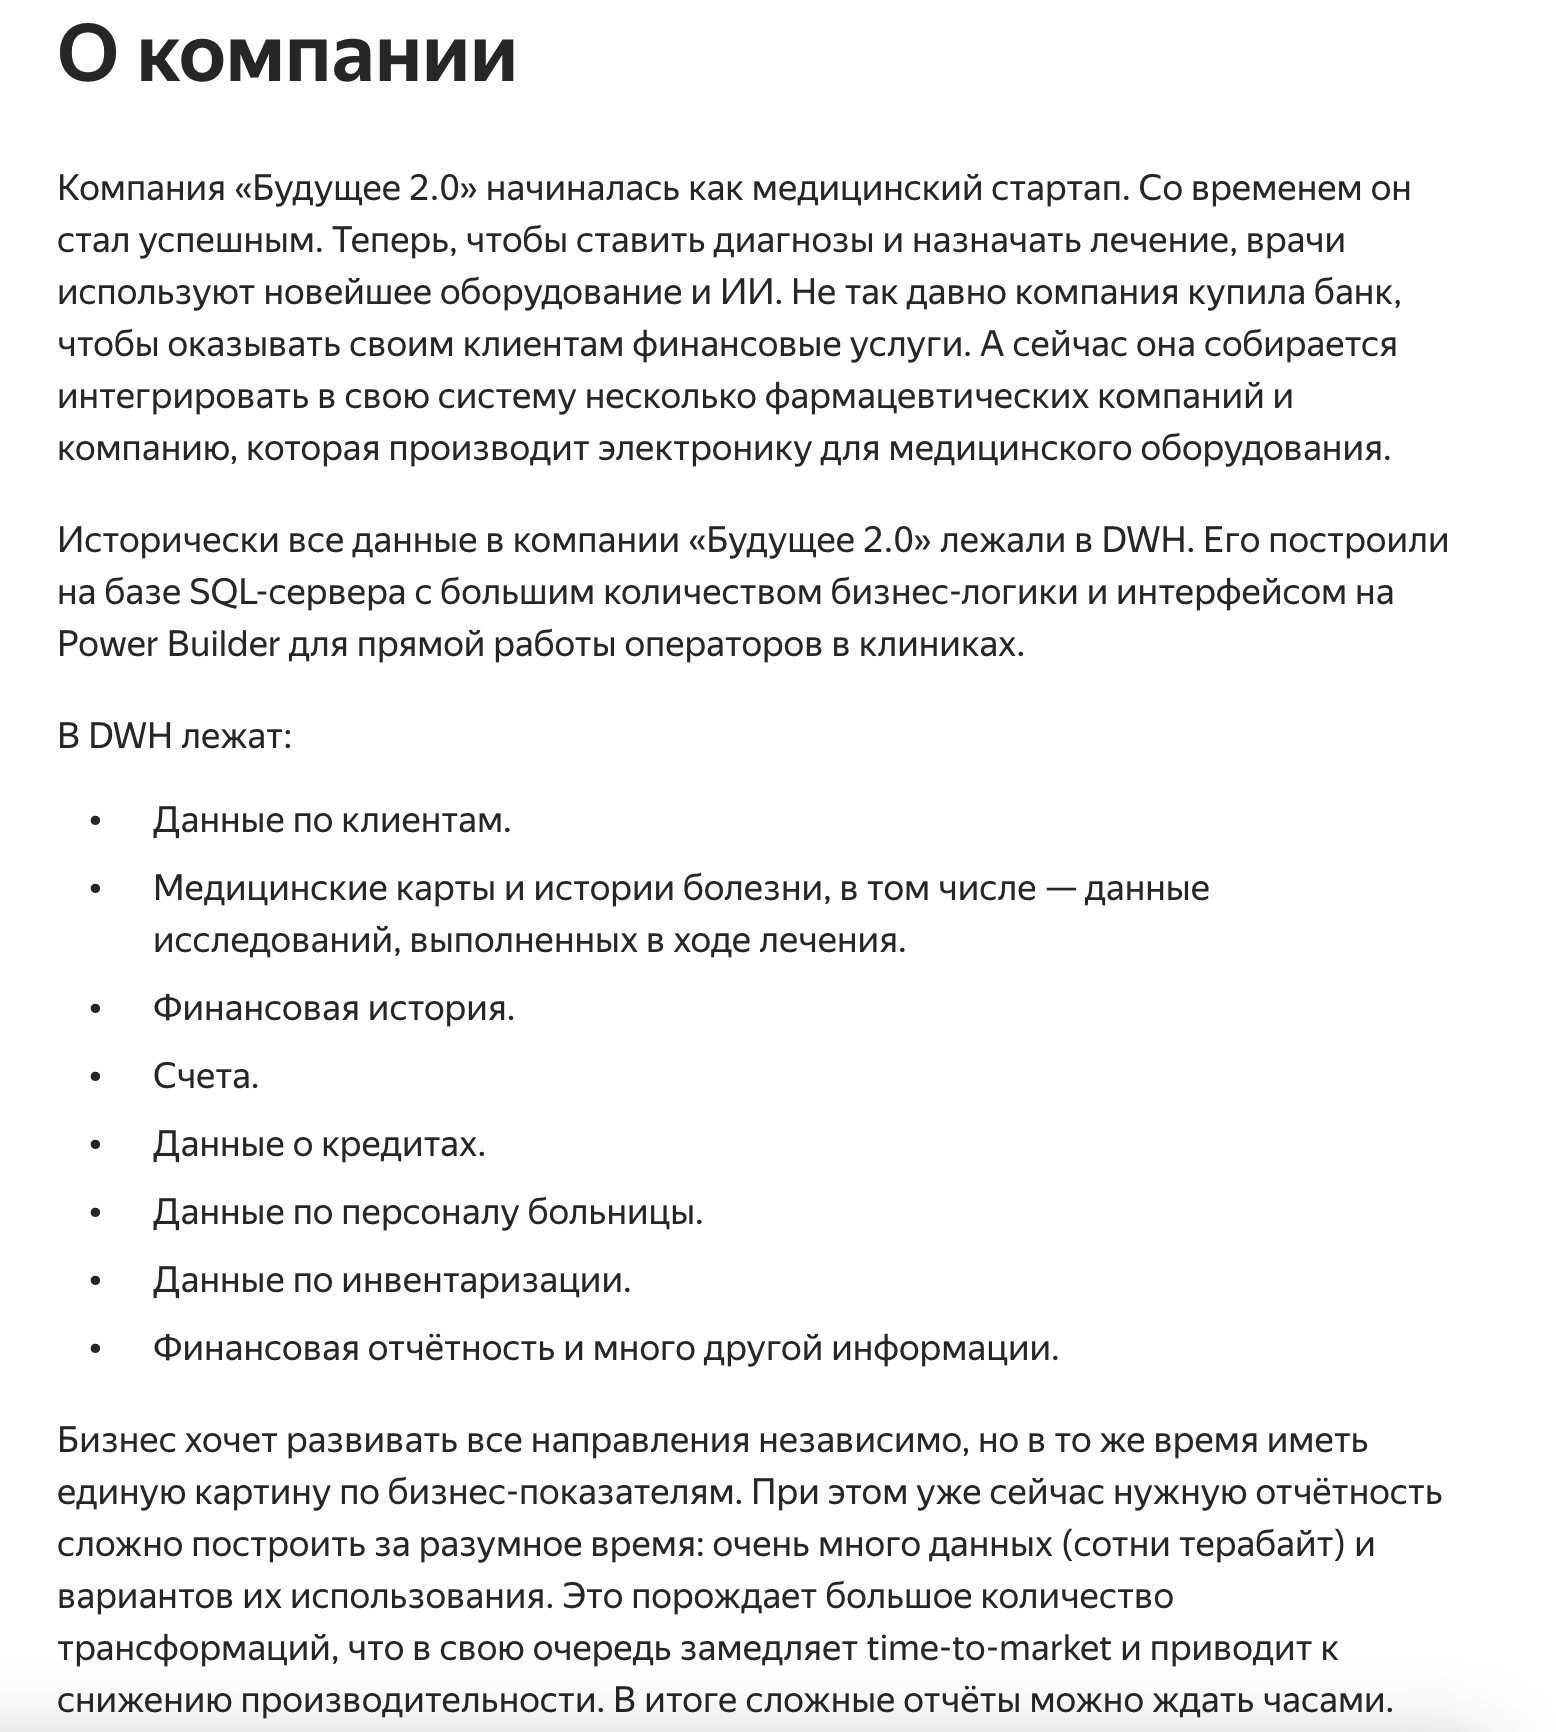 О компании
Компания «Будущее 2.0» начиналась как медицинский стартап. Со временем он
стал успешным. Теперь, чтобы ставить диагнозы и назначать лечение, врачи
используют новейшее оборудование и ИИ. Не так давно компания купила банк,
чтобы оказывать своим клиентам финансовые услуги. А сейчас она собирается
интегрировать в свою систему несколько фармацевтических компаний и
компанию, которая производит электронику для медицинского оборудования.
Исторически все данные в компании «Будущее 2.0» лежали в DWH. Его построили
на базе SQL-сервера с большим количеством бизнес-логики и интерфейсом на
Power Builder для прямой работы операторов в клиниках.
В DWH лежат:
• Данные по клиентам.
• Медицинские карты и истории болезни, в том числе — данные
исследований, выполненных в ходе лечения.
• Финансовая история.
• Счета.
• Данные о кредитах.
• Данные по персоналу больницы.
• Данные по инвентаризации.
• Финансовая отчётность и много другой информации.
Бизнес хочет развивать все направления независимо, но в то же время иметь
единую картину по бизнес-показателям. При этом уже сейчас нужную отчётность
сложно построить за разумное время: очень много данных (сотни терабайт) и
вариантов их использования. Это порождает большое количество
трансформаций, что в свою очередь замедляет time-to-market и приводит к
снижению производительности. В итоге сложные отчёты можно ждать часами.